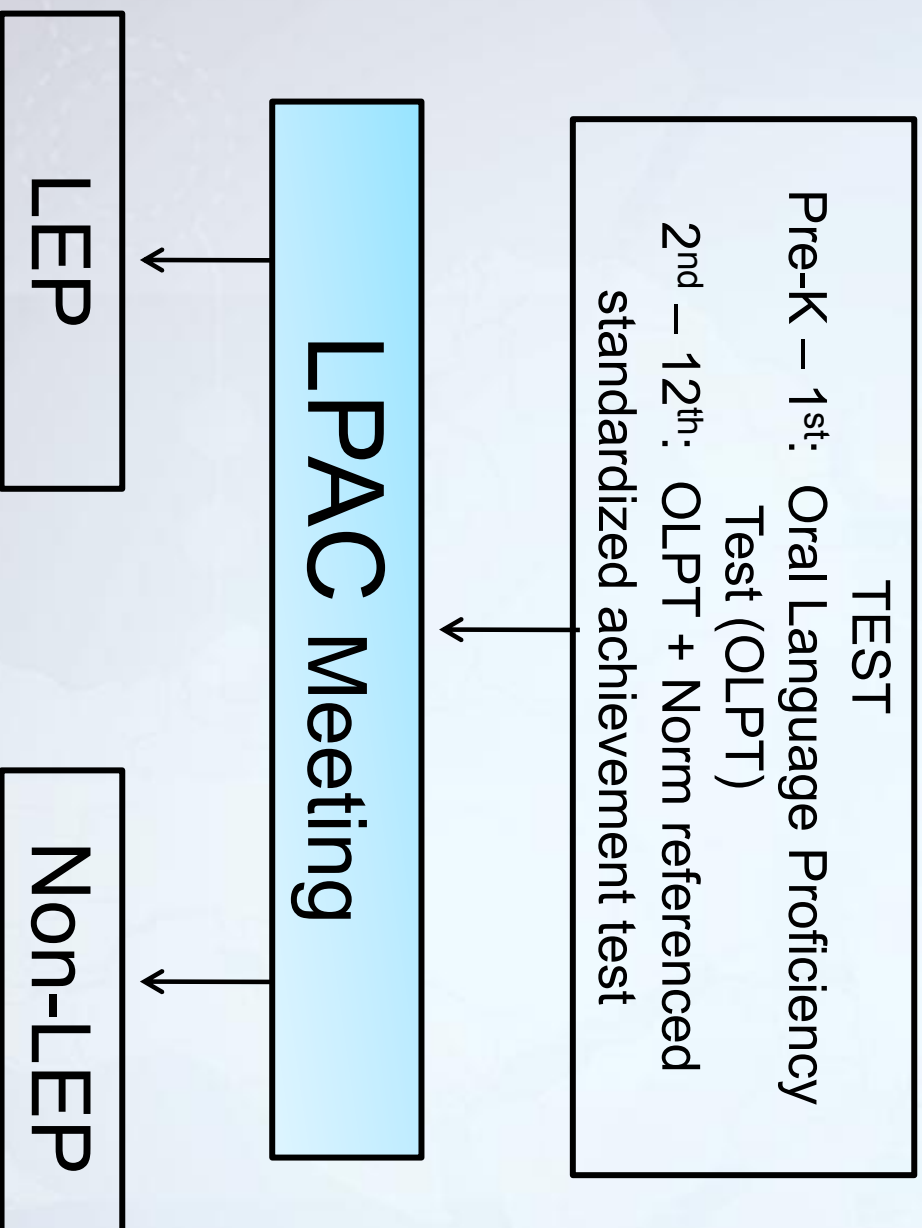 TEST
Pre-K – 1st: Oral Language Proficiency
Test (OLPT)
2nd – 12th: OLPT + Norm referenced
standardized achievement test
LPAC Meeting
LEP
Non-LEP